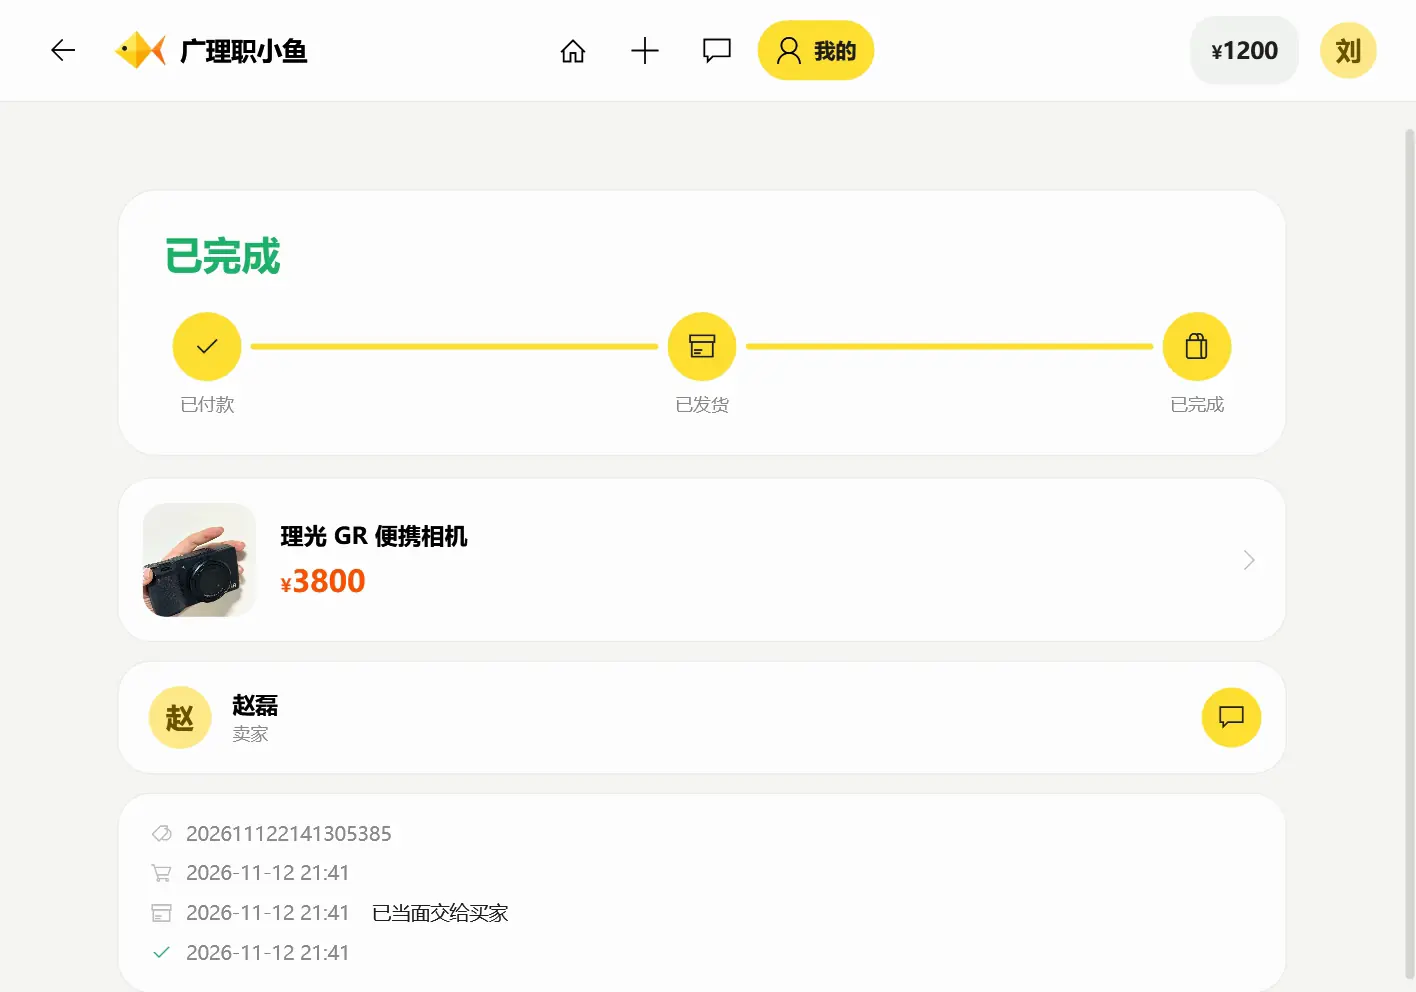 广理职小鱼
我的
¥1200
刘
已完成
已付款
已发货
已完成
理光 GR 便携相机
¥3800
赵
赵磊
卖家
202611122141305385
2026-11-12 21:41
2026-11-12 21:41 已当面交给买家
2026-11-12 21:41